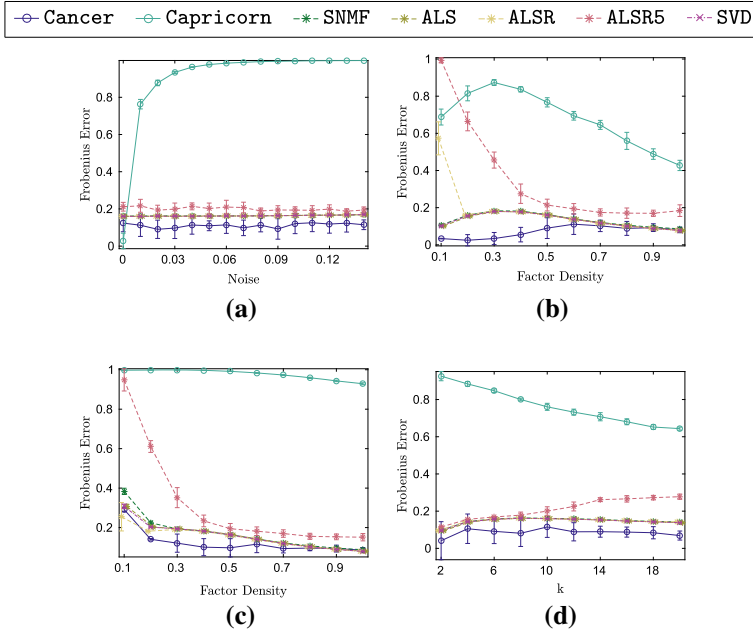 Cancer Capricorn SNMF ALS ALSR ALSR5 SVD
1
0.8
0.6
0.4
0.2
0
0 0.03 0.06 0.09 0.12
Frobenius Error
Noise
(a)
1
0.8
0.6
0.4
0.2
0
0.1 0.3 0.5 0.7 0.9
Frobenius Error
Factor Density
(b)
1
0.8
0.6
0.4
0.2
0.1 0.3 0.5 0.7 0.9
Frobenius Error
Factor Density
(c)
1
0.8
0.6
0.4
0.2
0
2 6 10 14 18
Frobenius Error
k
(d)